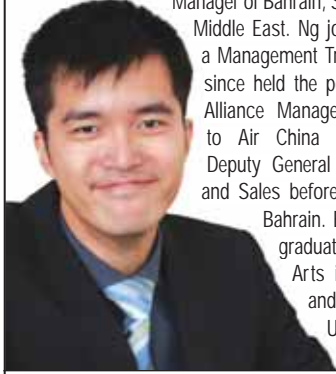 Manager of Bahrain, S
Middle East. Ng jo
a Management Tr
since held the p
Alliance Manage
to Air China
Deputy General
and Sales before
Bahrain.
graduat
Arts
and
U